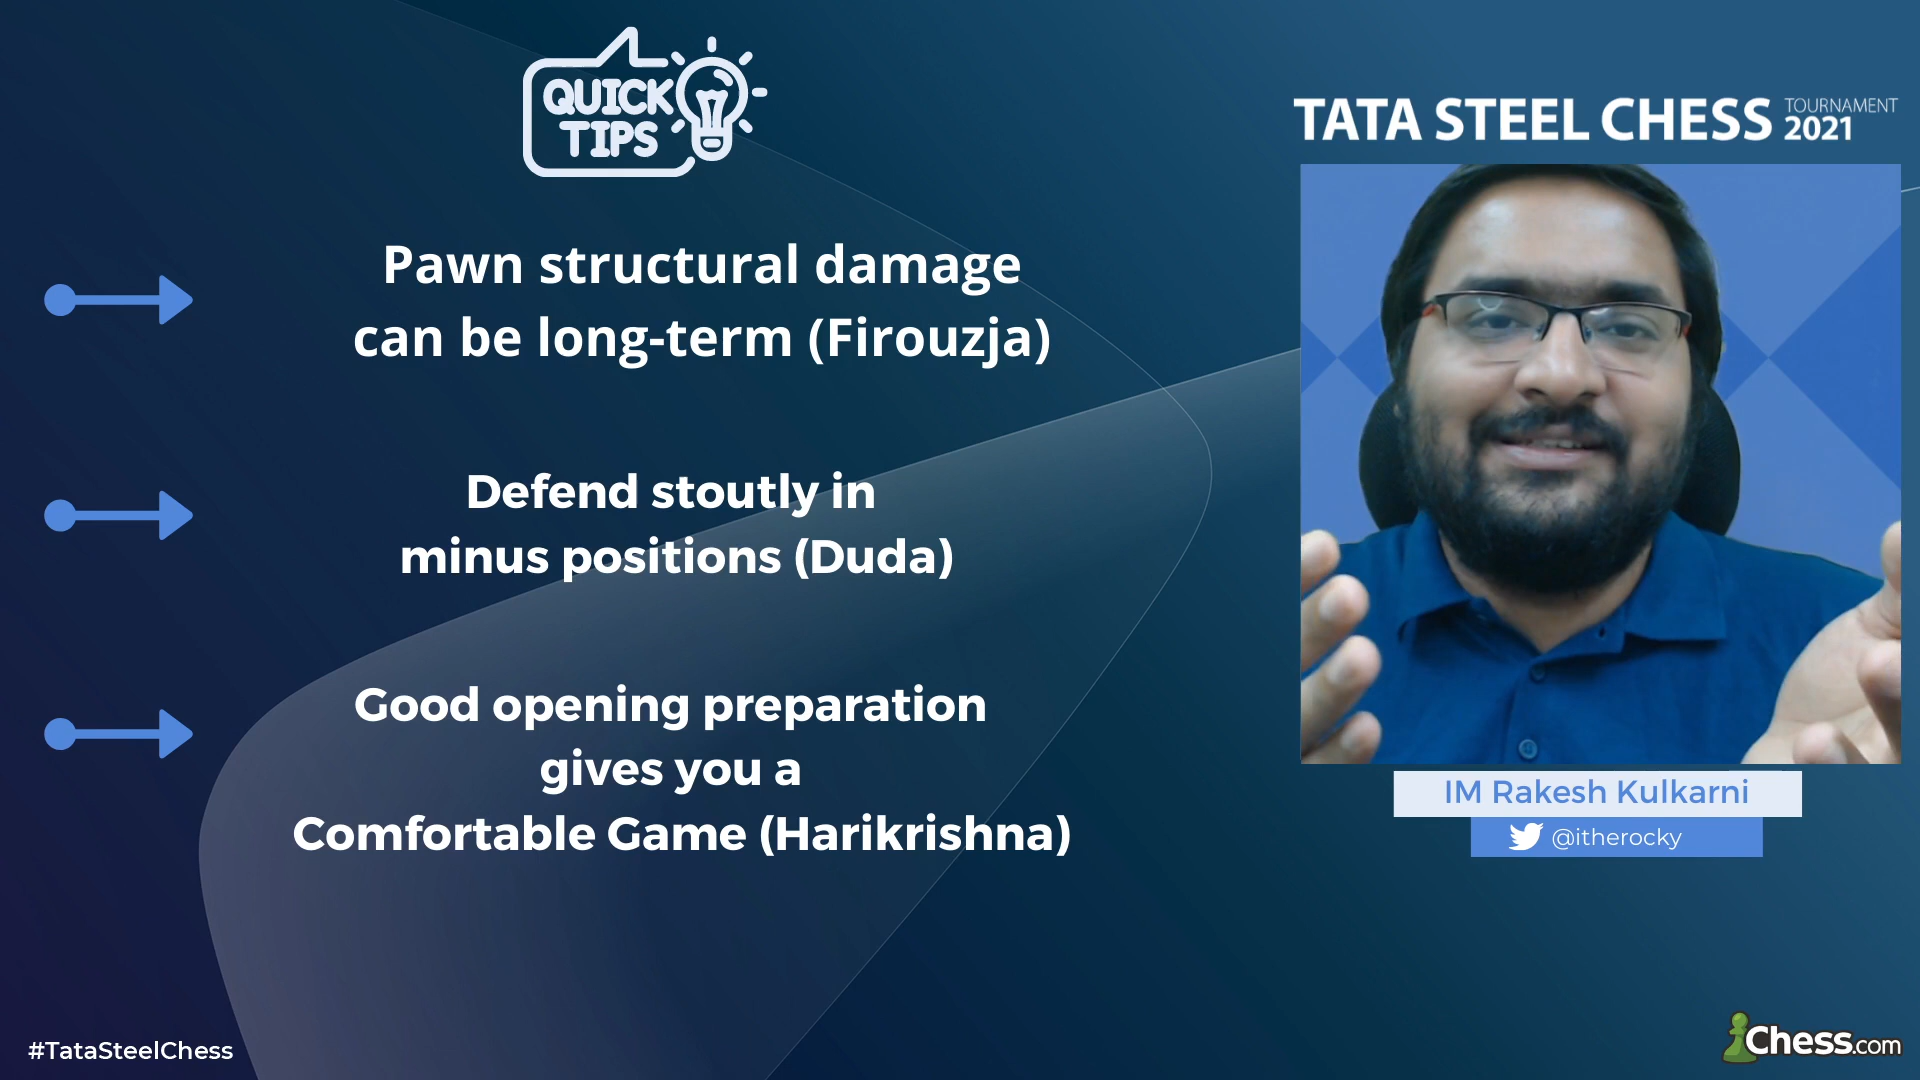 QUICK
TIPS
Pawn structural damage
can be long-term (Firouzja)
Defend stoutly in
minus positions (Duda)
Good opening preparation
gives you a
Comfortable Game (Harikrishna)
TATA STEEL CHESS TOURNAMENT
2021
IM Rakesh Kulkarni
@itherocky
#TataSteelChess
Chess.com